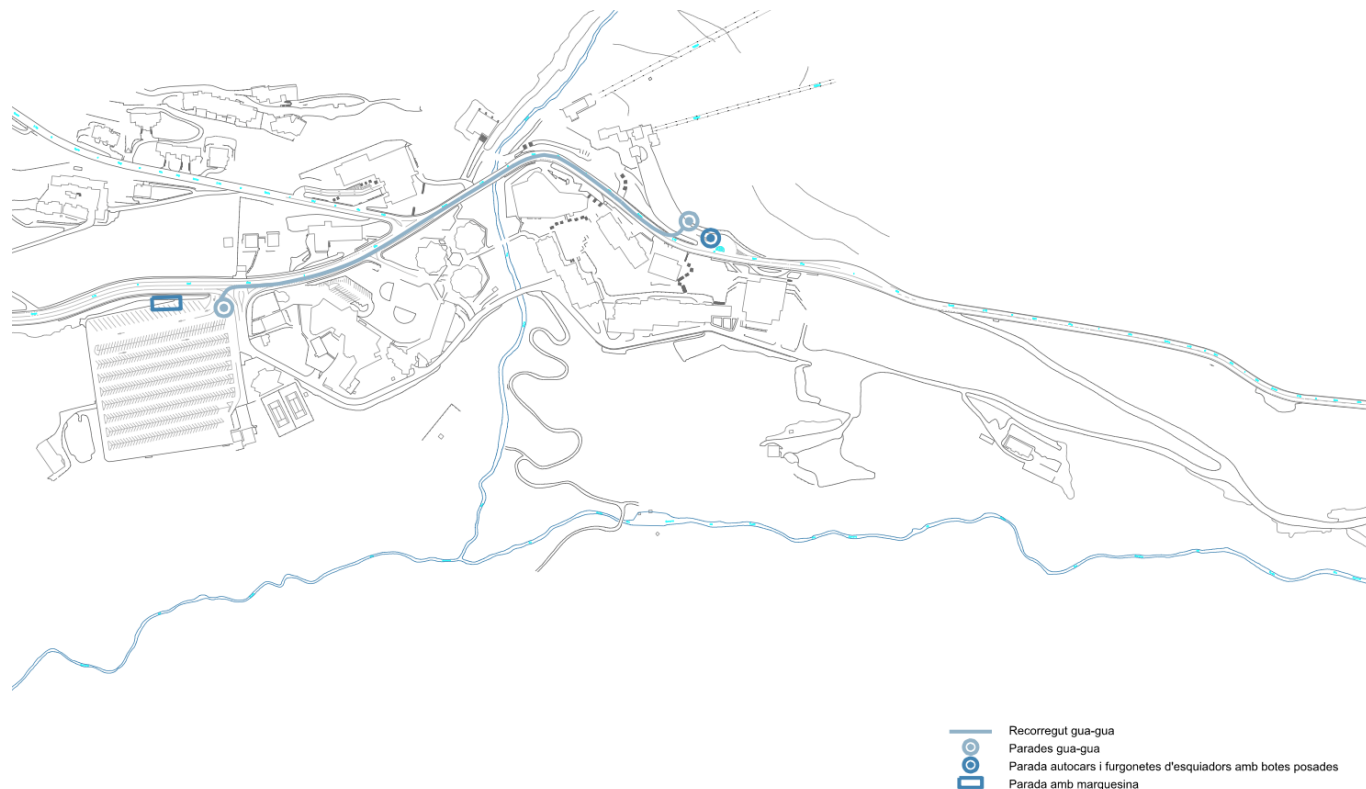 Recorregut gua-gua
Parades gua-gua
Parada autocars i furgonetes d'esquiadors amb botes posades
Parada amb marquesina